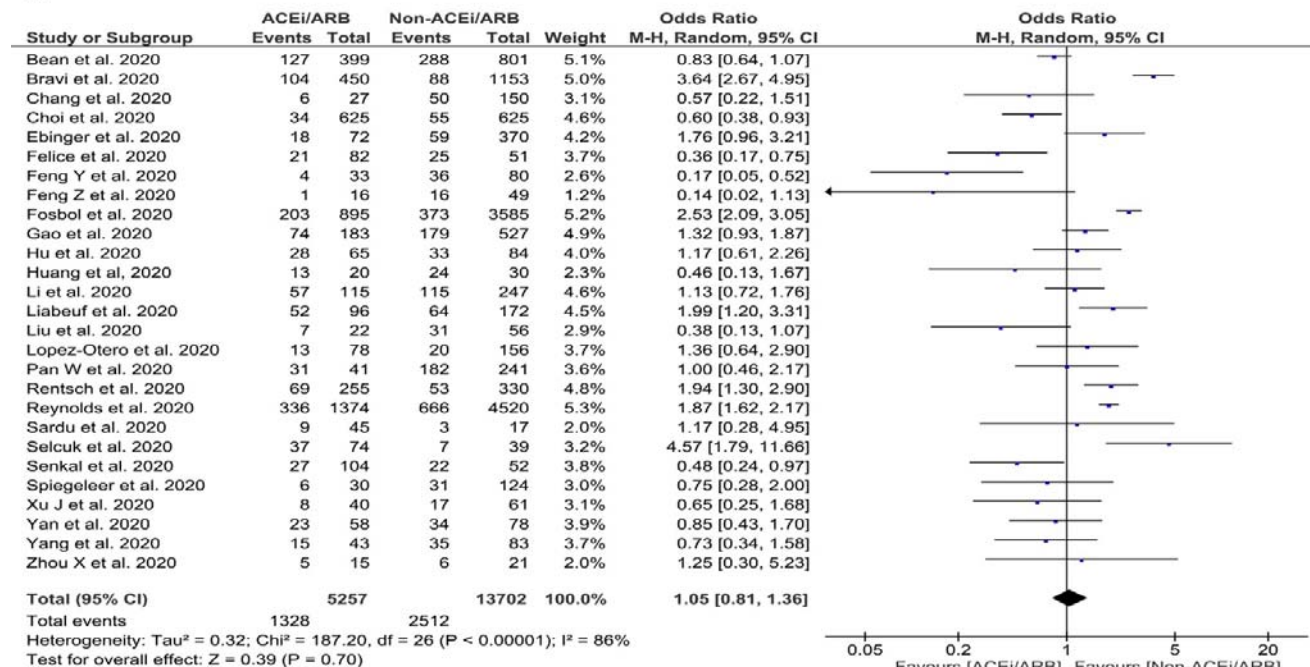 ACEi/ARB Non-ACEi/ARB Odds Ratio Odds Ratio
Study or Subgroup Events Total Events Total Weight M-H, Random, 95% CI M-H, Random, 95% CI
Bean et al. 2020 127 399 288 801 5.1% 0.83 [0.64, 1.07]
Bravi et al. 2020 104 450 88 1153 5.0% 3.64 [2.67, 4.95]
Chang et al. 2020 6 27 50 150 3.1% 0.57 [0.22, 1.51]
Choi et al. 2020 34 625 55 625 4.6% 0.60 [0.38, 0.93]
Ebinger et al. 2020 18 72 59 370 4.2% 1.76 [0.96, 3.21]
Felice et al. 2020 21 82 25 51 3.7% 0.36 [0.17, 0.75]
Feng Y et al. 2020 4 33 36 80 2.6% 0.17 [0.05, 0.52]
Feng Z et al. 2020 1 16 16 49 1.2% 0.14 [0.02, 1.13]
Fosbol et al. 2020 203 895 373 3585 5.2% 2.53 [2.09, 3.05]
Gao et al. 2020 74 183 179 527 4.9% 1.32 [0.93, 1.87]
Hu et al. 2020 28 65 33 84 4.0% 1.17 [0.61, 2.26]
Huang et al, 2020 13 20 24 30 2.3% 0.46 [0.13, 1.67]
Li et al. 2020 57 115 115 247 4.6% 1.13 [0.72, 1.76]
Liabeuf et al. 2020 52 96 64 172 4.5% 1.99 [1.20, 3.31]
Liu et al. 2020 7 22 31 56 2.9% 0.38 [0.13, 1.07]
Lopez-Otero et al. 2020 13 78 20 156 3.7% 1.36 [0.64, 2.90]
Pan W et al. 2020 31 41 182 241 3.6% 1.00 [0.46, 2.17]
Rentsch et al. 2020 69 255 53 330 4.8% 1.94 [1.30, 2.90]
Reynolds et al. 2020 336 1374 666 4520 5.3% 1.87 [1.62, 2.17]
Sardu et al. 2020 9 45 3 17 2.0% 1.17 [0.28, 4.95]
Selcuk et al. 2020 37 74 7 39 3.2% 4.57 [1.79, 11.66]
Senkal et al. 2020 27 104 22 52 3.8% 0.48 [0.24, 0.97]
Spiegeleer et al. 2020 6 30 31 124 3.0% 0.75 [0.28, 2.00]
Xu J et al. 2020 8 40 17 61 3.1% 0.65 [0.25, 1.68]
Yan et al. 2020 23 58 34 78 3.9% 0.85 [0.43, 1.70]
Yang et al. 2020 15 43 35 83 3.7% 0.73 [0.34, 1.58]
Zhou X et al. 2020 5 15 6 21 2.0% 1.25 [0.30, 5.23]
Total (95% CI) 5257 13702 100.0% 1.05 [0.81, 1.36]
Total events 1328 2512
Heterogeneity: Tau² = 0.32; Chi² = 187.20, df = 26 (P < 0.00001); I² = 86%
Test for overall effect: Z = 0.39 (P = 0.70)
0.05 0.2 1 5 20
Favours [ACEi/ARB] Favours [Non-ACEi/ARB]